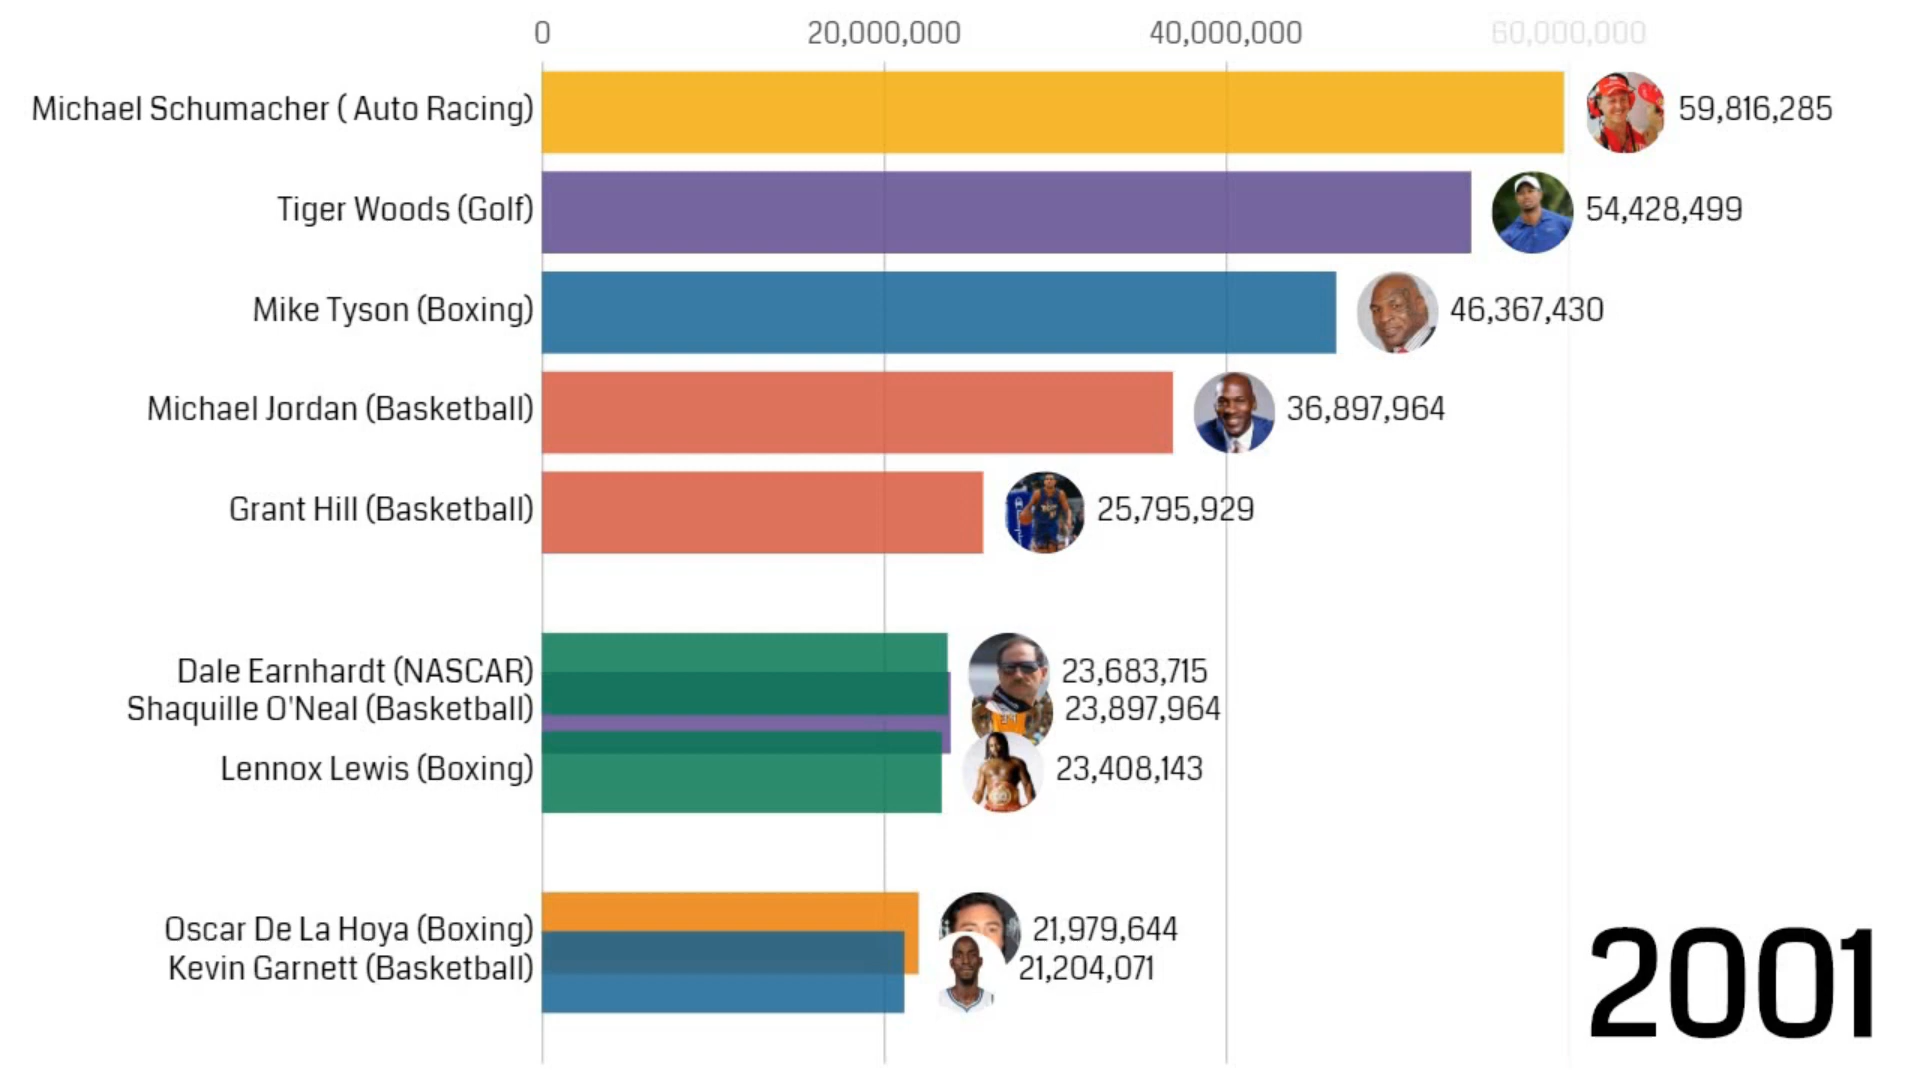 0 20,000,000 40,000,000 60,000,000
Michael Schumacher ( Auto Racing) 59,816,285
Tiger Woods (Golf) 54,428,499
Mike Tyson (Boxing) 46,367,430
Michael Jordan (Basketball) 36,897,964
Grant Hill (Basketball) 25,795,929
Dale Earnhardt (NASCAR) 23,683,715
Shaquille O'Neal (Basketball) 23,897,964
Lennox Lewis (Boxing) 23,408,143
Oscar De La Hoya (Boxing) 21,979,644
Kevin Garnett (Basketball) 21,204,071
2001